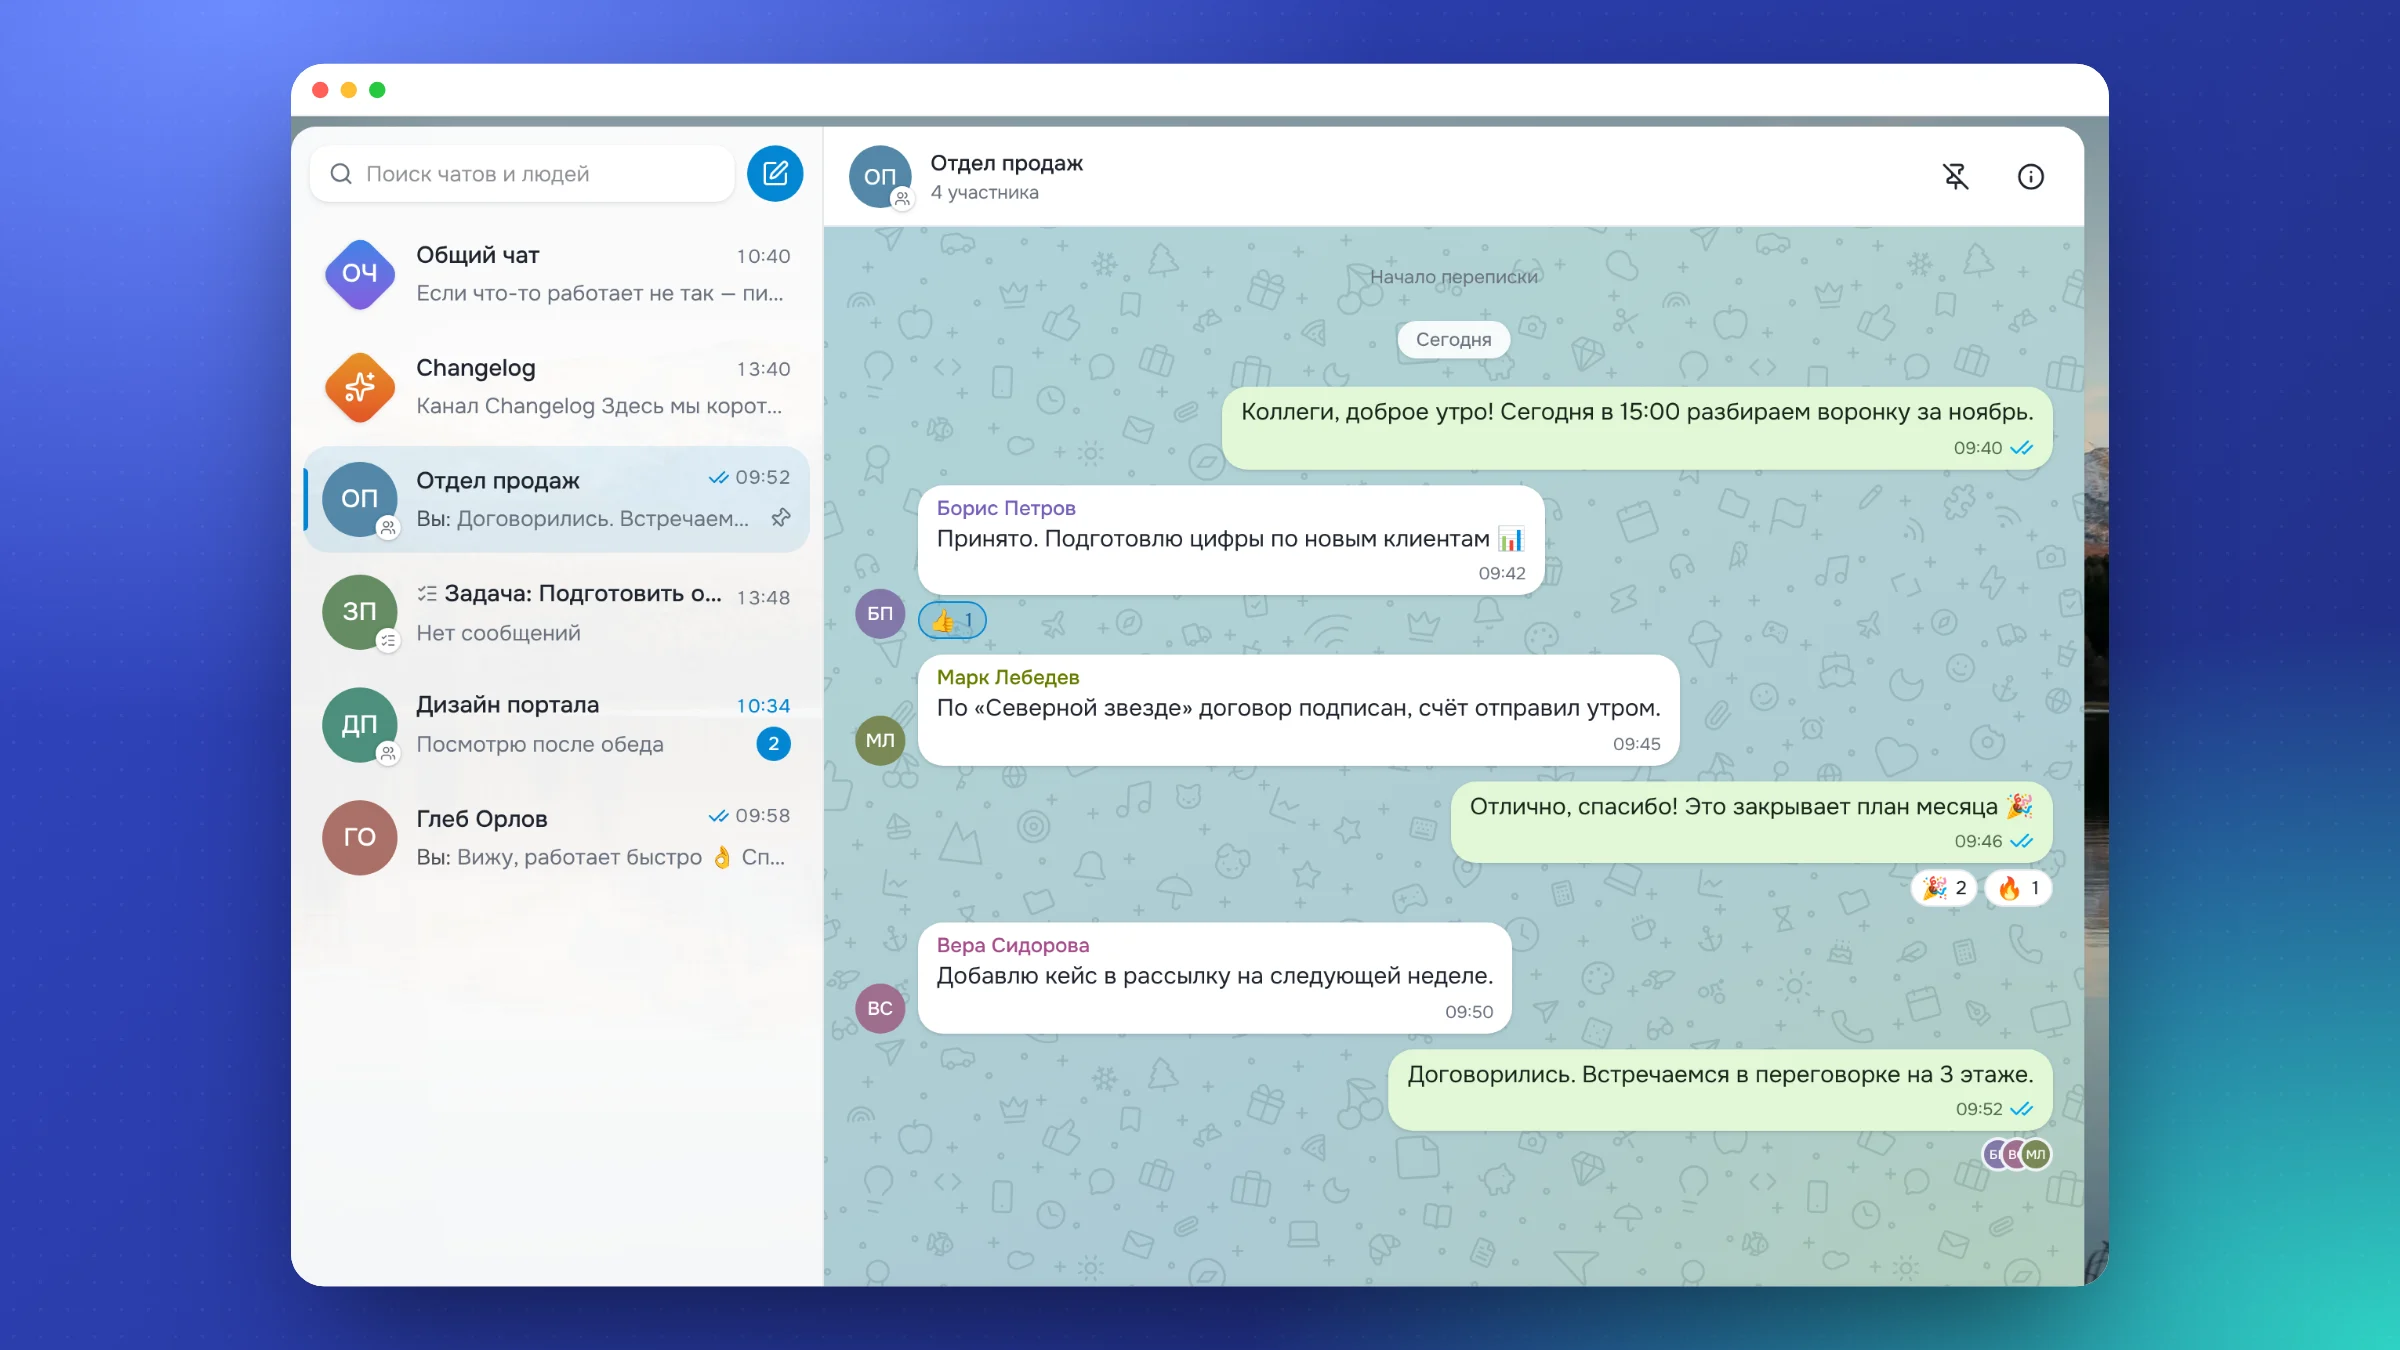 Поиск чатов и людей
ОЧ
Общий чат
10:40
Если что-то работает не так — пи...
Changelog
13:40
Канал Changelog Здесь мы корот...
ОП
Отдел продаж
09:52
Вы: Договорились. Встречаем...
ЗП
Задача: Подготовить о...
13:48
Нет сообщений
ДП
Дизайн портала
10:34
Посмотрю после обеда
2
ГО
Глеб Орлов
09:58
Вы: Вижу, работает быстро 👌 Сп...
ОП
Отдел продаж
4 участника
Начало переписки
Сегодня
Коллеги, доброе утро! Сегодня в 15:00 разбираем воронку за ноябрь.
09:40
Борис Петров
Принято. Подготовлю цифры по новым клиентам 📊
09:42
БП
👍 1
Марк Лебедев
По «Северной звезде» договор подписан, счёт отправил утром.
09:45
МЛ
Отлично, спасибо! Это закрывает план месяца 🎉
09:46
🎉 2
🔥 1
Вера Сидорова
Добавлю кейс в рассылку на следующей неделе.
09:50
ВС
Договорились. Встречаемся в переговорке на 3 этаже.
09:52
МЛ